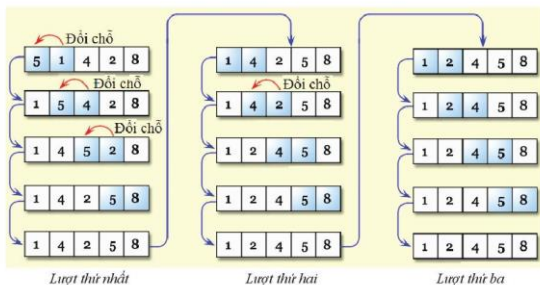 Đổi chỗ
5 1 4 2 8
Đổi chỗ
1 5 4 2 8
Đổi chỗ
1 4 5 2 8
1 4 2 5 8
1 4 2 5 8
Lượt thứ nhất
1 4 2 5 8
Đổi chỗ
1 4 2 5 8
1 2 4 5 8
1 2 4 5 8
1 2 4 5 8
Lượt thứ hai
1 2 4 5 8
1 2 4 5 8
1 2 4 5 8
1 2 4 5 8
1 2 4 5 8
Lượt thứ ba